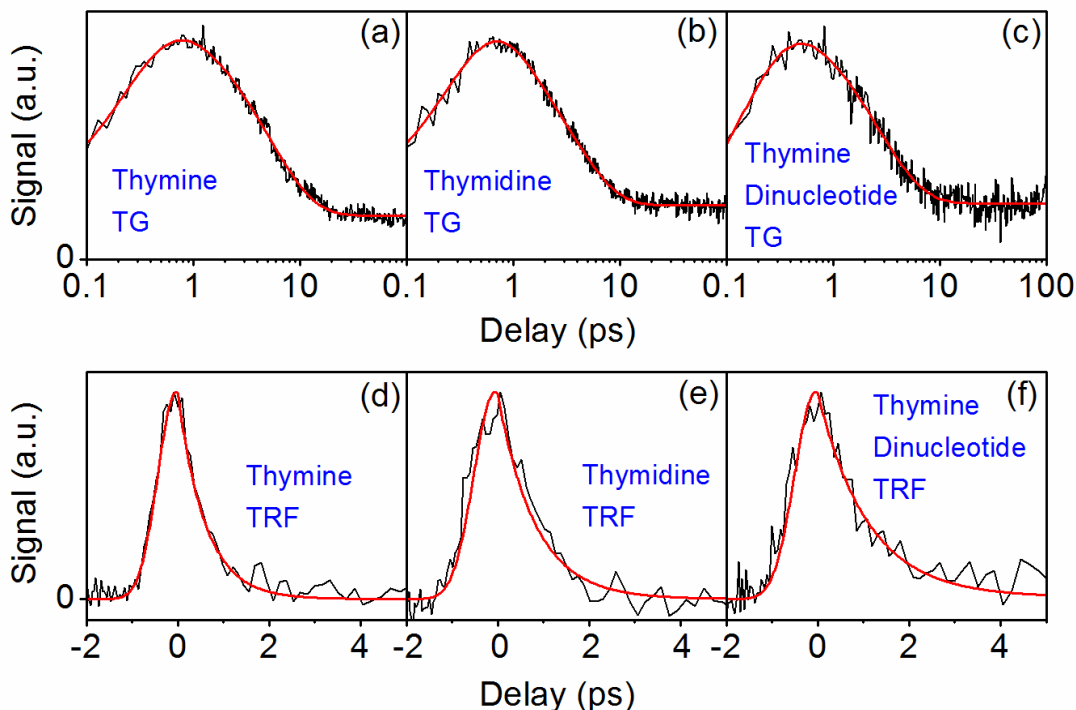 Signal (a.u.)
0
(a)
Thymine
TG
(b)
Thymidine
TG
(c)
Thymine
Dinucleotide
TG
0.1 1 10 0.1 1 10 0.1 1 10 100
Delay (ps)
Signal (a.u.)
0
(d)
Thymine
TRF
(e)
Thymidine
TRF
(f)
Thymine
Dinucleotide
TRF
-2 0 2 4 -2 0 2 4 -2 0 2 4
Delay (ps)